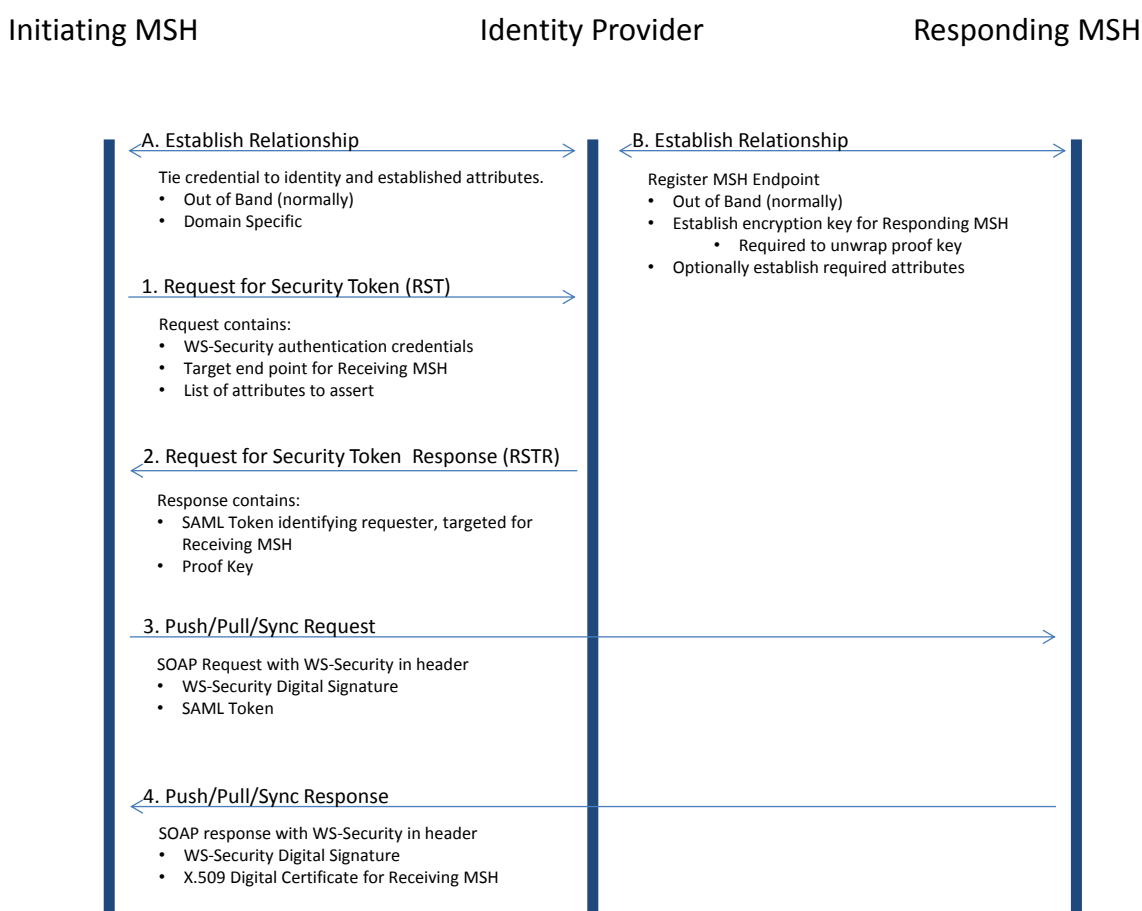 Initiating MSH
Identity Provider
Responding MSH
A. Establish Relationship
Tie credential to identity and established attributes.
• Out of Band (normally)
• Domain Specific
B. Establish Relationship
Register MSH Endpoint
• Out of Band (normally)
• Establish encryption key for Responding MSH
• Required to unwrap proof key
• Optionally establish required attributes
1. Request for Security Token (RST)
Request contains:
• WS-Security authentication credentials
• Target end point for Receiving MSH
• List of attributes to assert
2. Request for Security Token  Response (RSTR)
Response contains:
• SAML Token identifying requester, targeted for
Receiving MSH
• Proof Key
3. Push/Pull/Sync Request
SOAP Request with WS-Security in header
• WS-Security Digital Signature
• SAML Token
4. Push/Pull/Sync Response
SOAP response with WS-Security in header
• WS-Security Digital Signature
• X.509 Digital Certificate for Receiving MSH